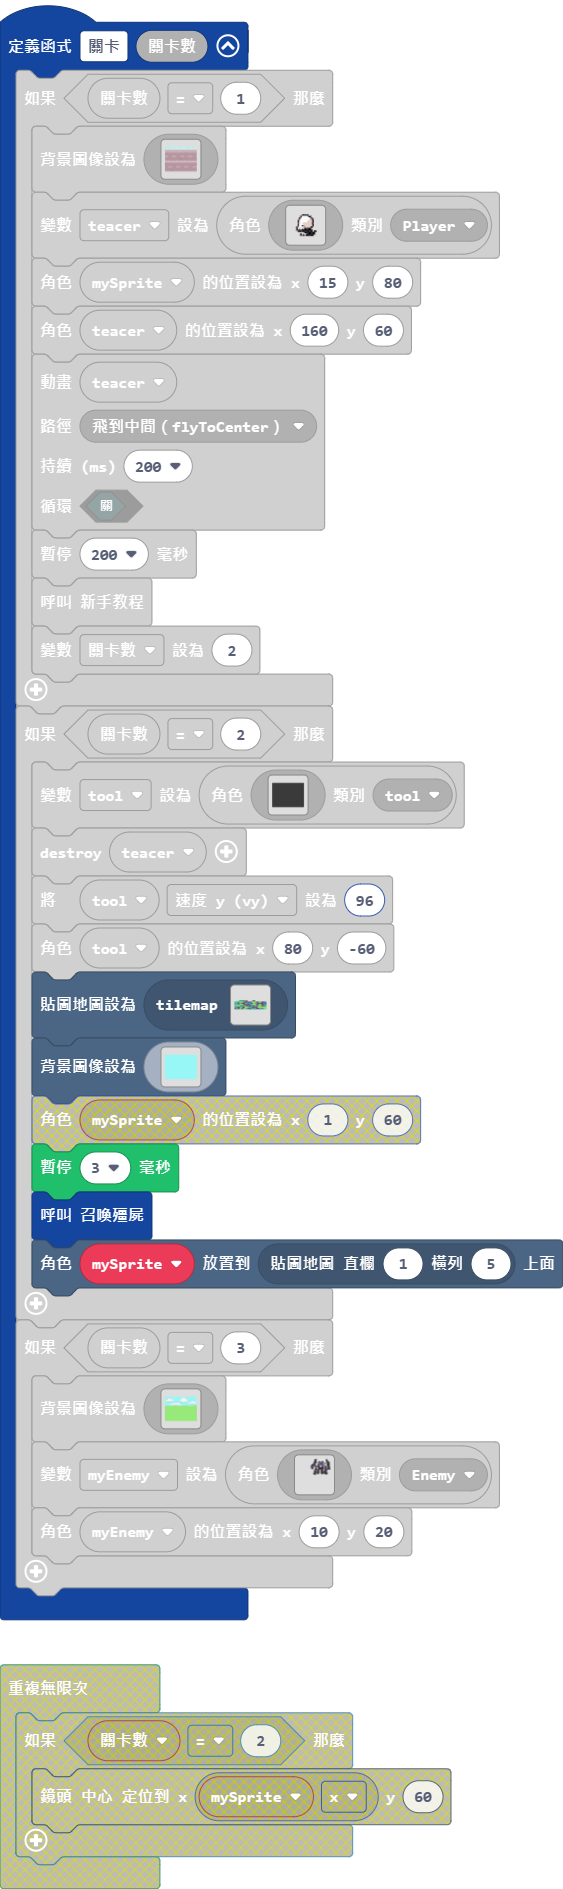 定義函式 關卡 關卡數
如果 關卡數 = 1 那麼
背景圖像設為
變數 teacer 設為 角色 類別 Player
角色 mySprite 的位置設為 x 15 y 80
角色 teacer 的位置設為 x 160 y 60
動畫 teacer
路徑 飛到中間 ( flyToCenter )
持續 (ms) 200
循環 關
暫停 200 毫秒
呼叫 新手教程
變數 關卡數 設為 2
如果 關卡數 = 2 那麼
變數 tool 設為 角色 類別 tool
destroy teacer
將 tool 速度 y (vy) 設為 96
角色 tool 的位置設為 x 80 y -60
貼圖地圖設為 tilemap
背景圖像設為
角色 mySprite 的位置設為 x 1 y 60
暫停 3 毫秒
呼叫 召喚殭屍
角色 mySprite 放置到 貼圖地圖 直欄 1 橫列 5 上面
如果 關卡數 = 3 那麼
背景圖像設為
變數 myEnemy 設為 角色 類別 Enemy
角色 myEnemy 的位置設為 x 10 y 20
重複無限次
如果 關卡數 = 2 那麼
鏡頭 中心 定位到 x mySprite x y 60